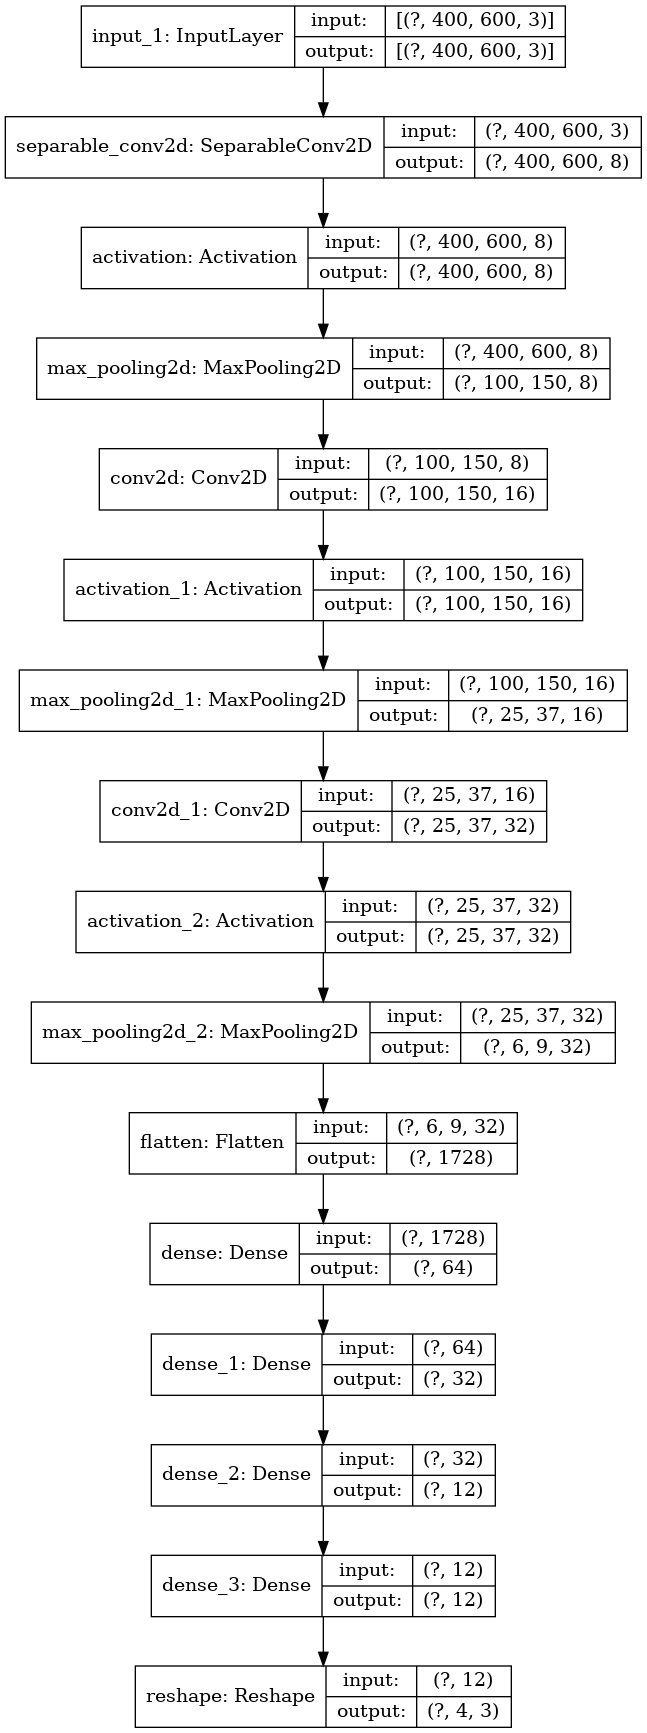 input_1: InputLayer
input: [(?, 400, 600, 3)]
output: [(?, 400, 600, 3)]
separable_conv2d: SeparableConv2D
input: (?, 400, 600, 3)
output: (?, 400, 600, 8)
activation: Activation
input: (?, 400, 600, 8)
output: (?, 400, 600, 8)
max_pooling2d: MaxPooling2D
input: (?, 400, 600, 8)
output: (?, 100, 150, 8)
conv2d: Conv2D
input: (?, 100, 150, 8)
output: (?, 100, 150, 16)
activation_1: Activation
input: (?, 100, 150, 16)
output: (?, 100, 150, 16)
max_pooling2d_1: MaxPooling2D
input: (?, 100, 150, 16)
output: (?, 25, 37, 16)
conv2d_1: Conv2D
input: (?, 25, 37, 16)
output: (?, 25, 37, 32)
activation_2: Activation
input: (?, 25, 37, 32)
output: (?, 25, 37, 32)
max_pooling2d_2: MaxPooling2D
input: (?, 25, 37, 32)
output: (?, 6, 9, 32)
flatten: Flatten
input: (?, 6, 9, 32)
output: (?, 1728)
dense: Dense
input: (?, 1728)
output: (?, 64)
dense_1: Dense
input: (?, 64)
output: (?, 32)
dense_2: Dense
input: (?, 32)
output: (?, 12)
dense_3: Dense
input: (?, 12)
output: (?, 12)
reshape: Reshape
input: (?, 12)
output: (?, 4, 3)